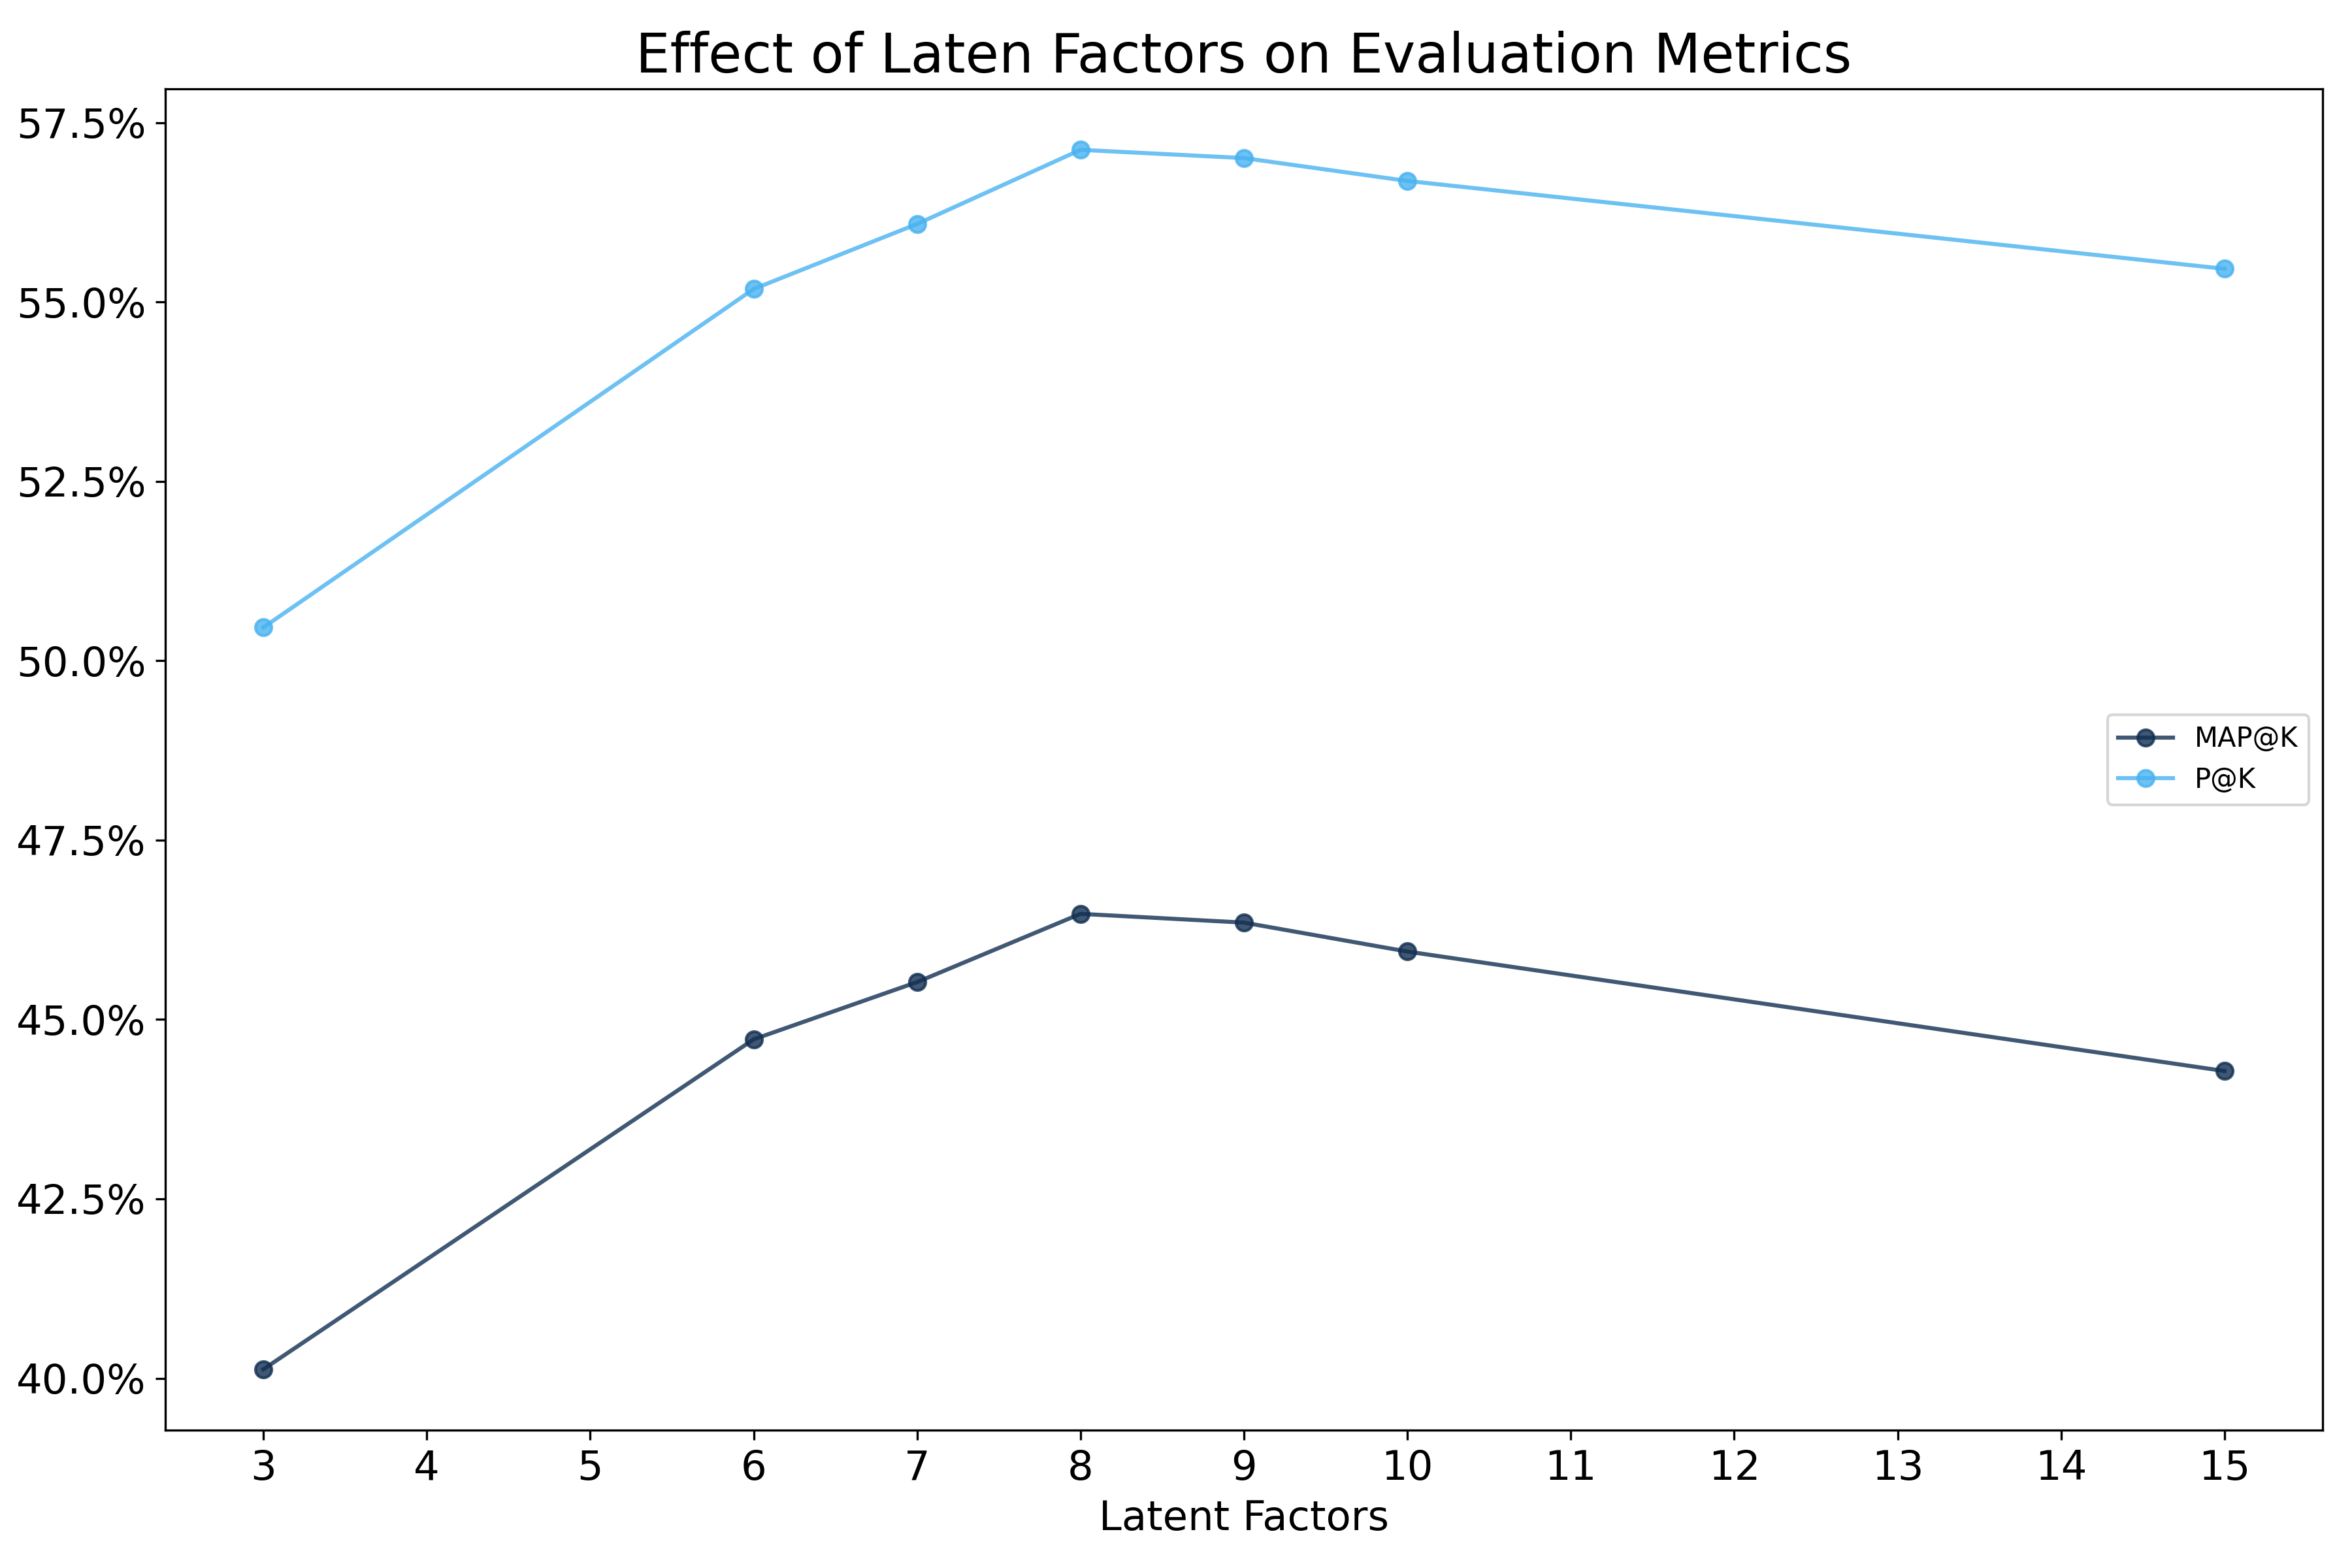 Effect of Laten Factors on Evaluation Metrics
57.5%
55.0%
52.5%
50.0%
47.5%
45.0%
42.5%
40.0%
MAP@K
P@K
3 4 5 6 7 8 9 10 11 12 13 14 15
Latent Factors